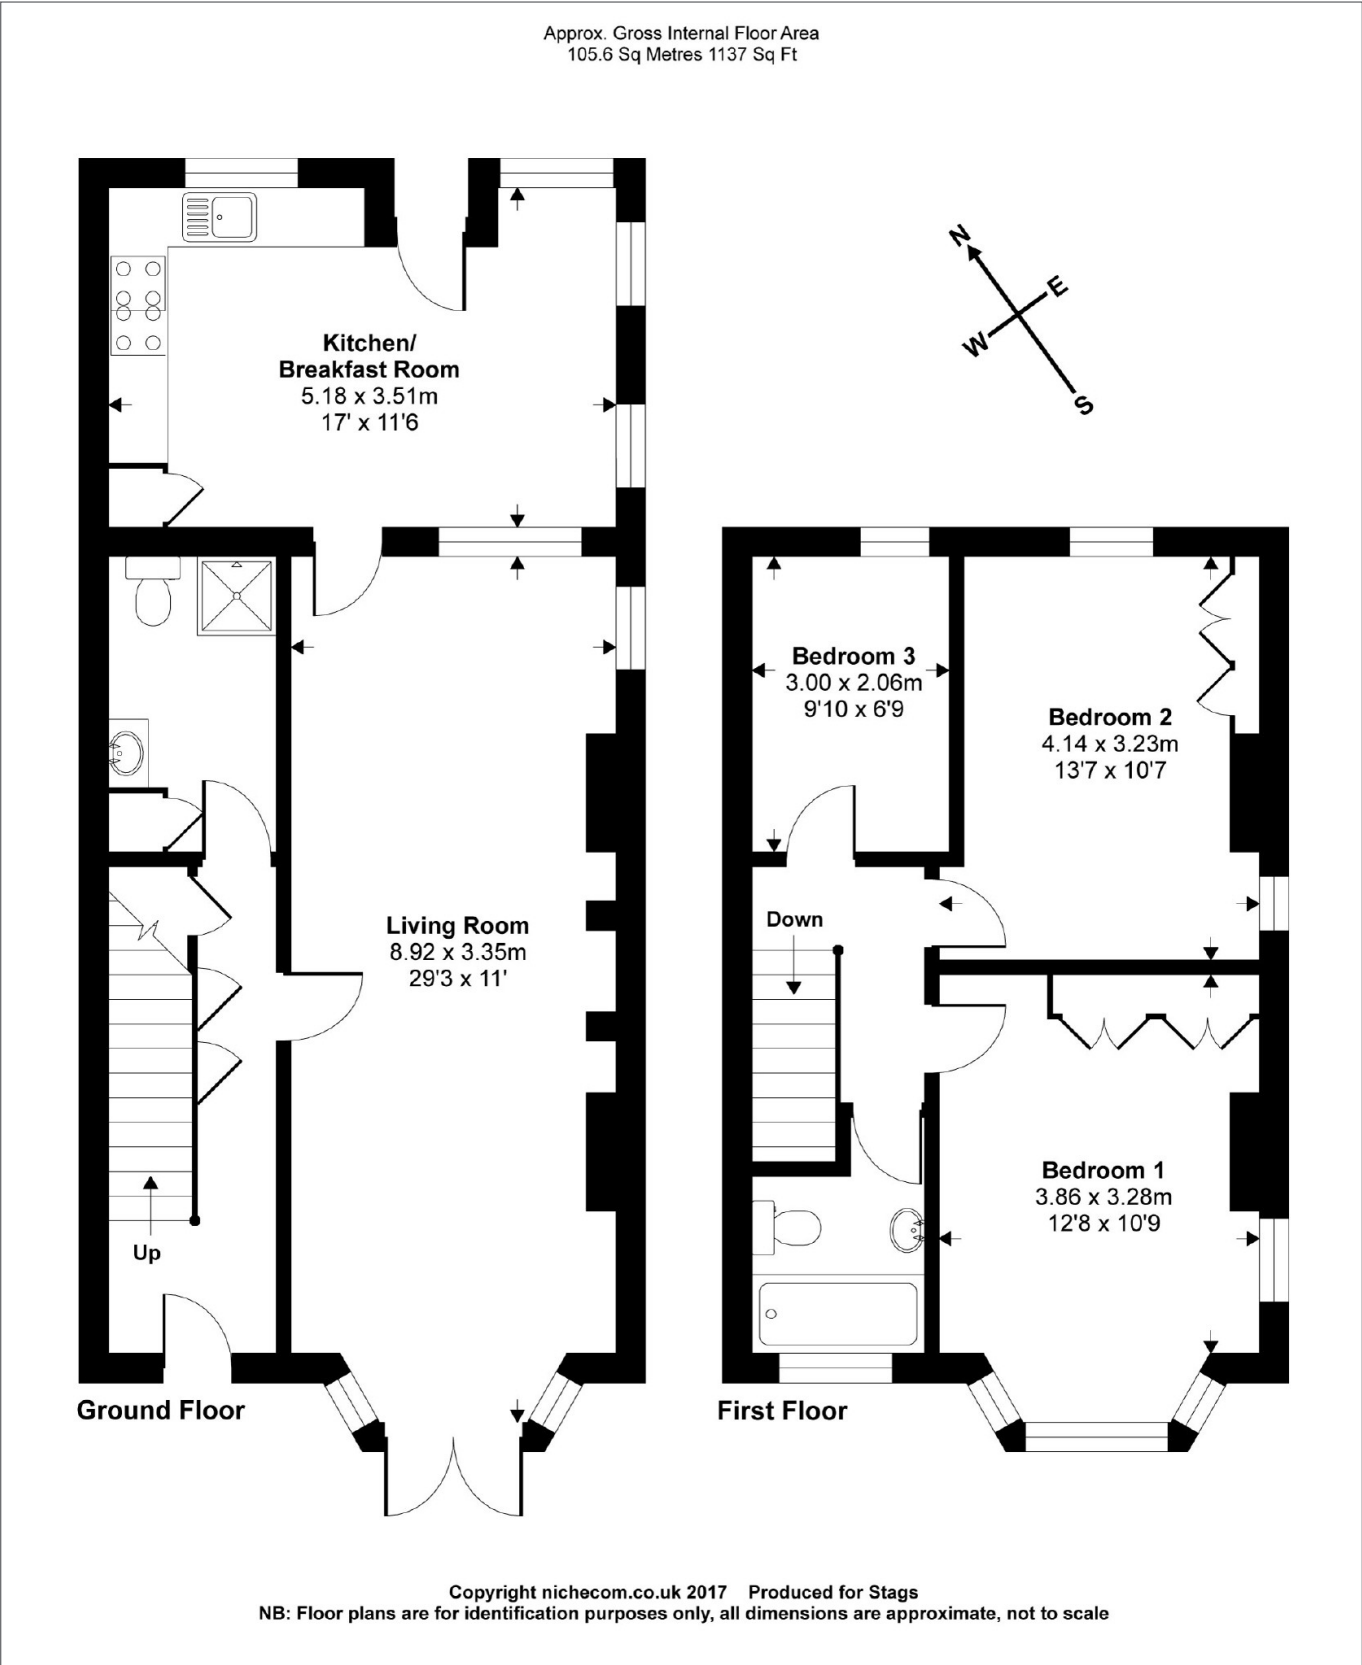 Approx. Gross Internal Floor Area
105.6 Sq Metres 1137 Sq Ft
N
E
W
S
Kitchen/
Breakfast Room
5.18 x 3.51m
17' x 11'6
Living Room
8.92 x 3.35m
29'3 x 11'
Up
Ground Floor
Bedroom 3
3.00 x 2.06m
9'10 x 6'9
Bedroom 2
4.14 x 3.23m
13'7 x 10'7
Down
Bedroom 1
3.86 x 3.28m
12'8 x 10'9
First Floor
Copyright nichecom.co.uk 2017 Produced for Stags
NB: Floor plans are for identification purposes only, all dimensions are approximate, not to scale